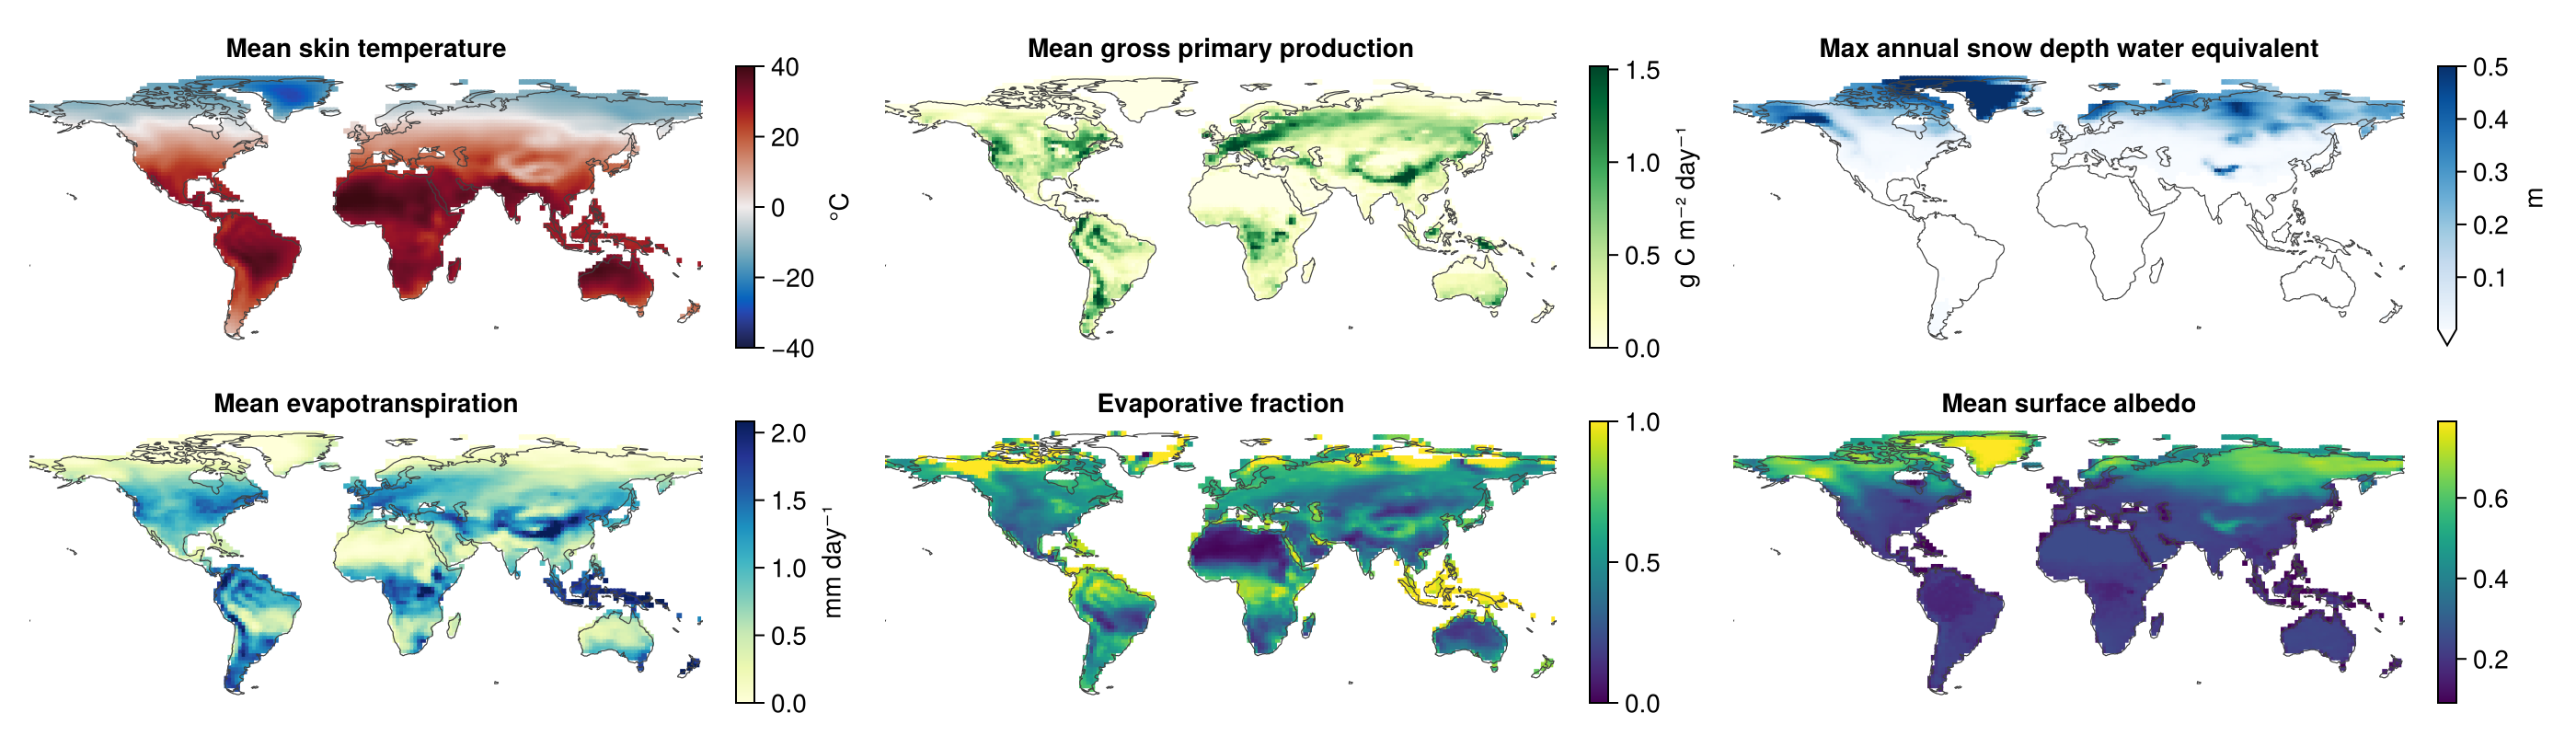 Mean skin temperature
40
20
0
−20
−40
°C
Mean gross primary production
1.5
1.0
0.5
0.0
g C m⁻² day⁻¹
Max annual snow depth water equivalent
0.5
0.4
0.3
0.2
0.1
m
Mean evapotranspiration
2.0
1.5
1.0
0.5
0.0
mm day⁻¹
Evaporative fraction
1.0
0.5
0.0
Mean surface albedo
0.6
0.4
0.2